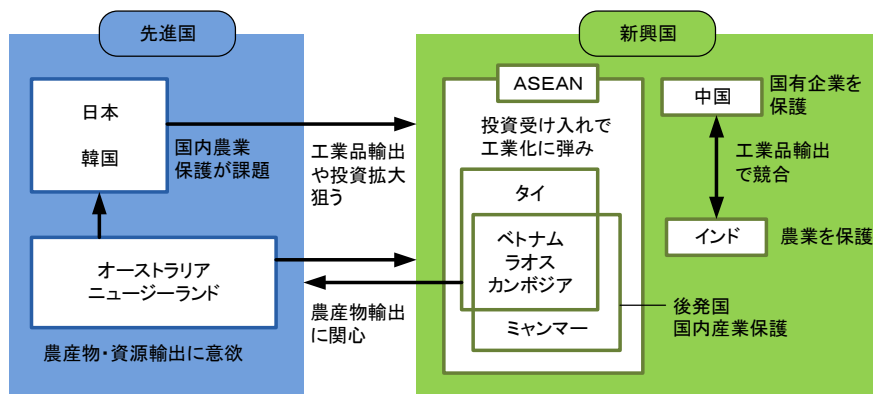 先進国
日本
韓国
国内農業
保護が課題
オーストラリア
ニュージーランド
農産物・資源輸出に意欲
工業品輸出
や投資拡大
狙う
農産物輸出
に関心
新興国
ＡＳＥＡＮ
投資受け入れで
工業化に弾み
タイ
ベトナム
ラオス
カンボジア
ミャンマー
後発国
国内産業保護
中国
国有企業を
保護
工業品輸出
で競合
インド
農業を保護